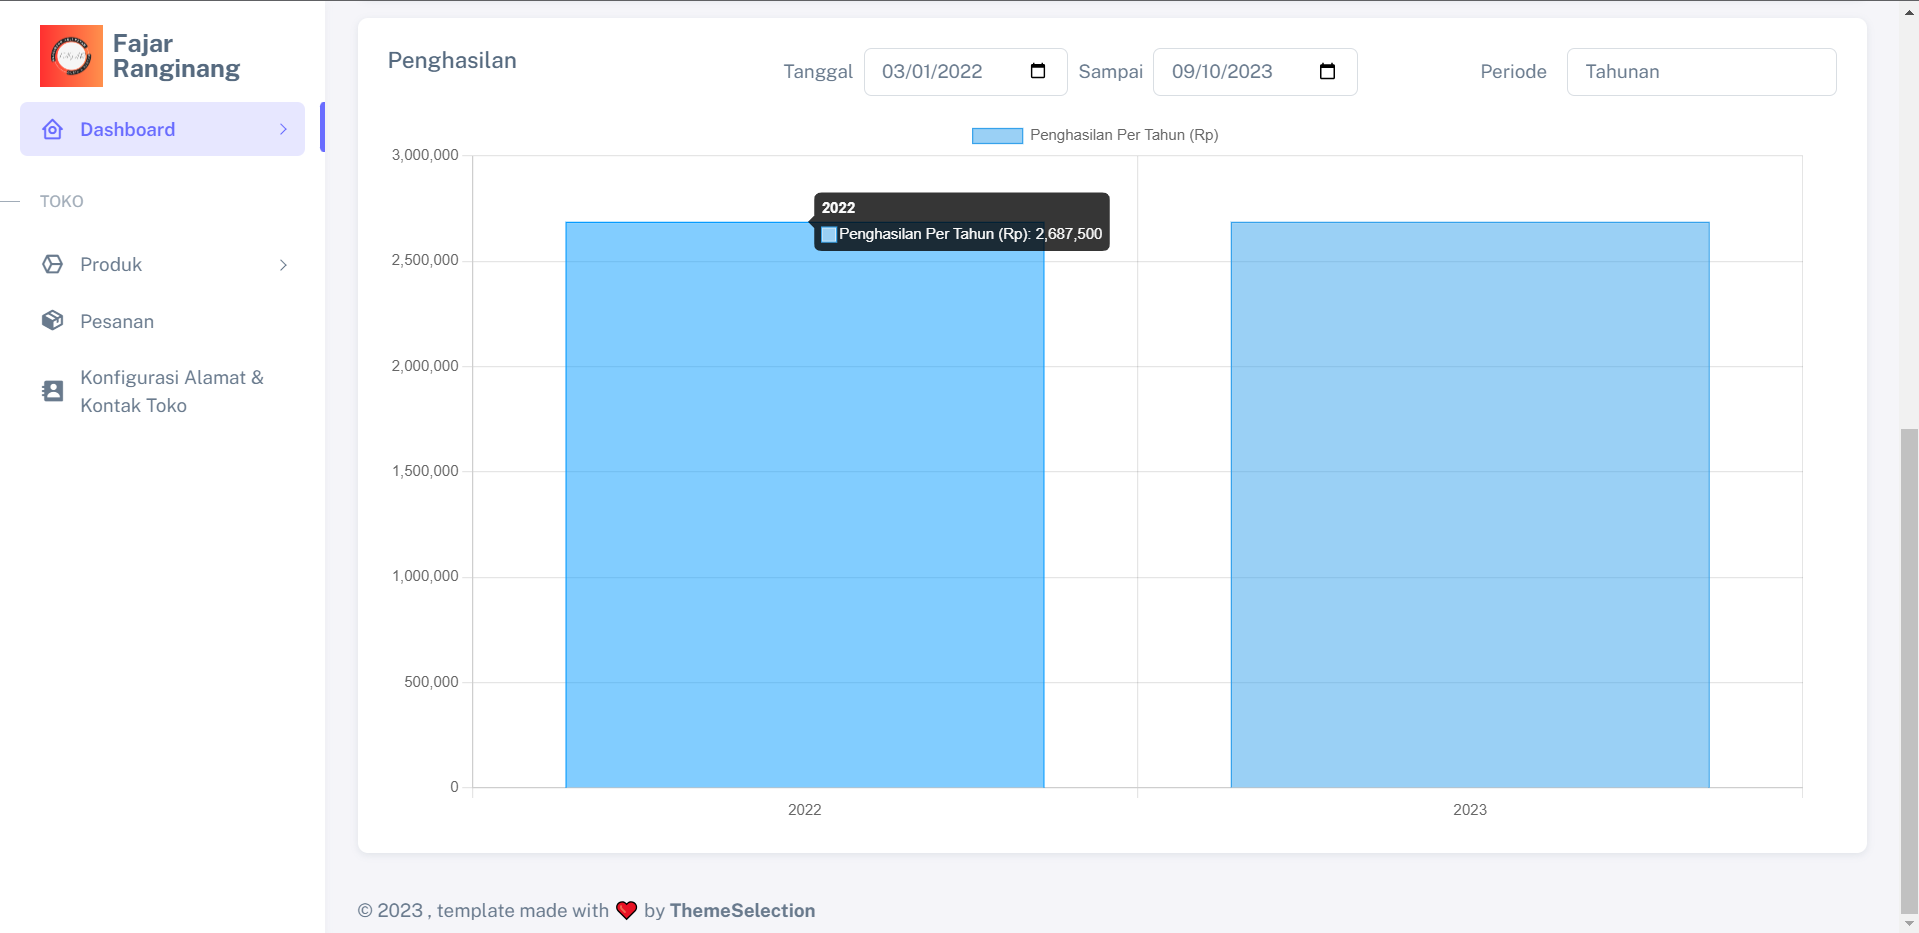 Fajar
Ranginang
Dashboard
TOKO
Produk
Pesanan
Konfigurasi Alamat &
Kontak Toko
Penghasilan
Tanggal 03/01/2022 Sampai 09/10/2023 Periode Tahunan
Penghasilan Per Tahun (Rp)
3,000,000
2,500,000
2,000,000
1,500,000
1,000,000
500,000
0
2022
Penghasilan Per Tahun (Rp): 2,687,500
2022 2023
© 2023 , template made with ❤️ by ThemeSelection